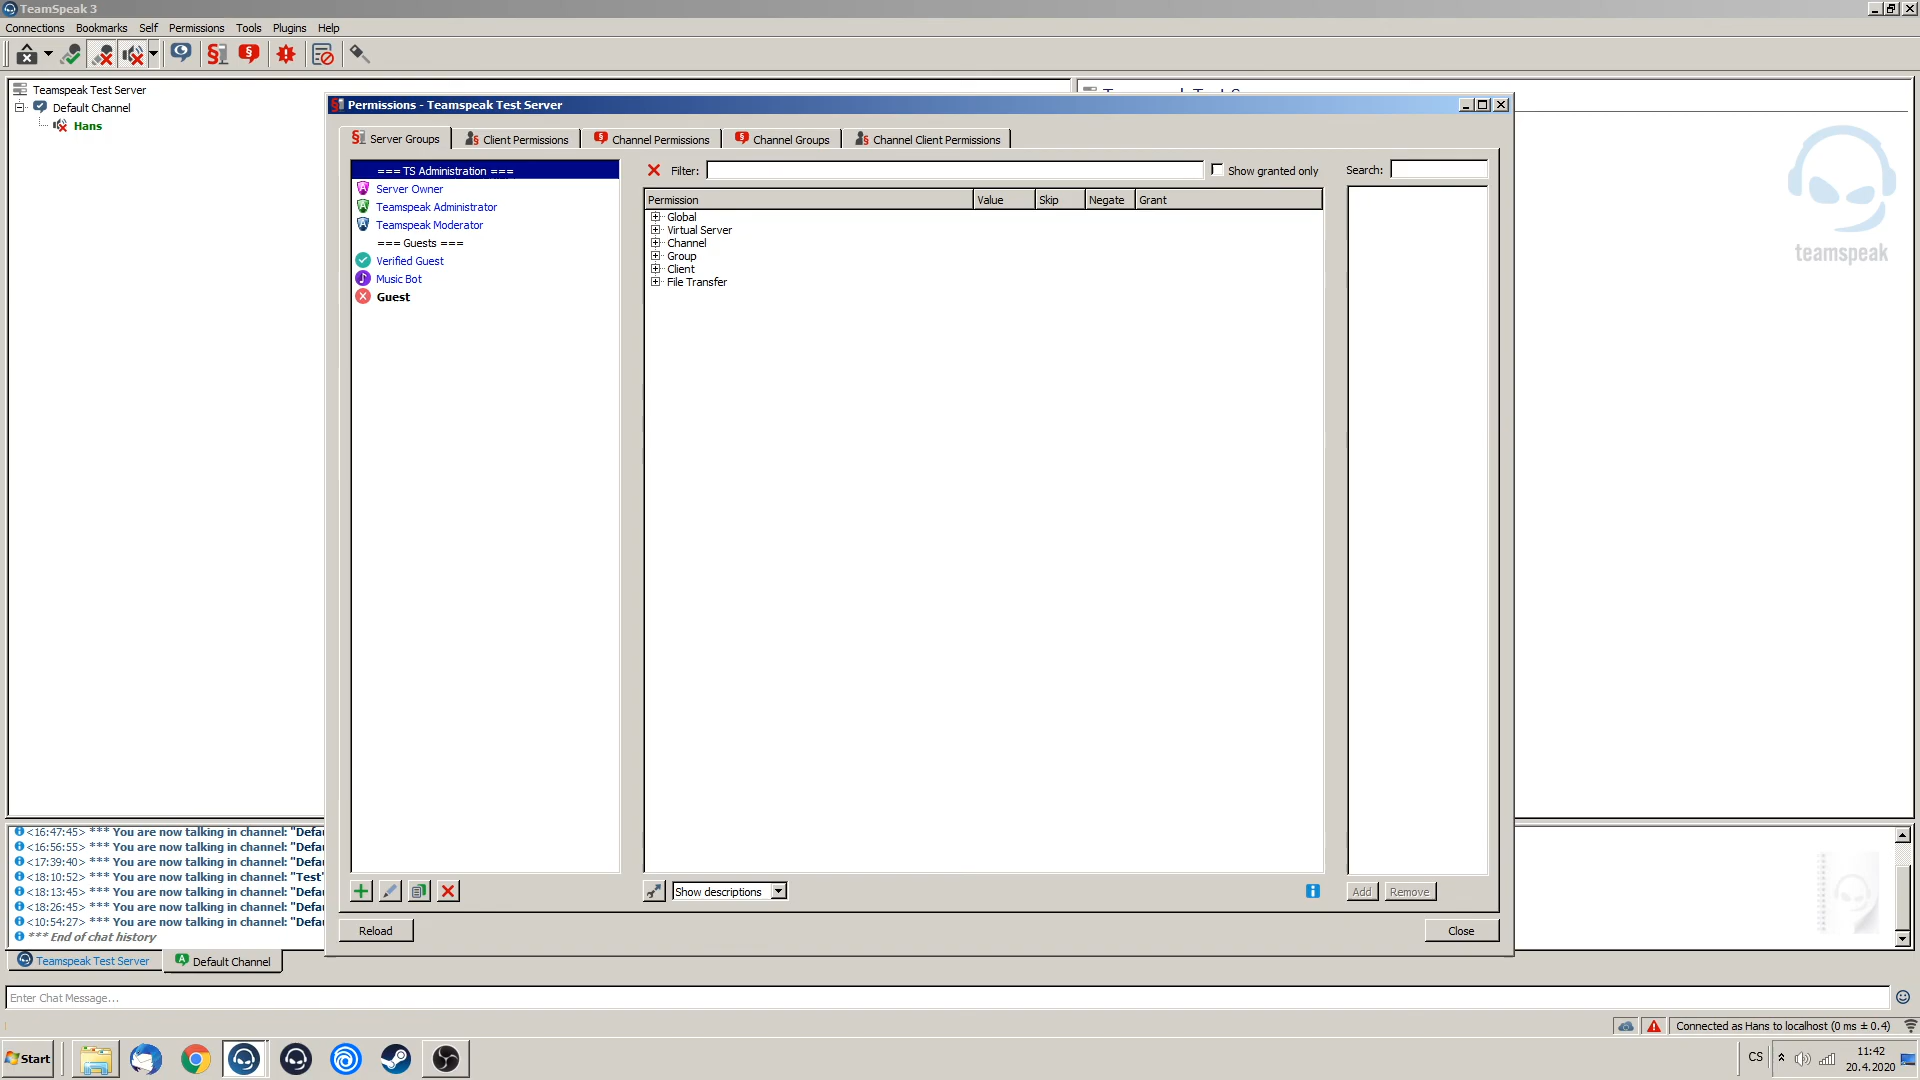 TeamSpeak 3
Connections Bookmarks Self Permissions Tools Plugins Help
Teamspeak Test Server
Default Channel
Hans
Permissions - Teamspeak Test Server
Server Groups Client Permissions Channel Permissions Channel Groups Channel Client Permissions
=== TS Administration ===
Server Owner
Teamspeak Administrator
Teamspeak Moderator
=== Guests ===
Verified Guest
Music Bot
Guest
Filter: Show granted only
Permission Value Skip Negate Grant
Global
Virtual Server
Channel
Group
Client
File Transfer
Show descriptions
Search:
Add Remove
Reload Close
teamspeak
<16:47:45> *** You are now talking in channel: "Defau
<16:56:55> *** You are now talking in channel: "Defau
<17:39:40> *** You are now talking in channel: "Defau
<18:10:52> *** You are now talking in channel: "Test"
<18:13:45> *** You are now talking in channel: "Defau
<18:26:45> *** You are now talking in channel: "Defau
<10:54:27> *** You are now talking in channel: "Defau
*** End of chat history
Teamspeak Test Server Default Channel
Enter Chat Message...
Connected as Hans to localhost (0 ms ± 0.4)
Start CS 11:42
20.4.2020